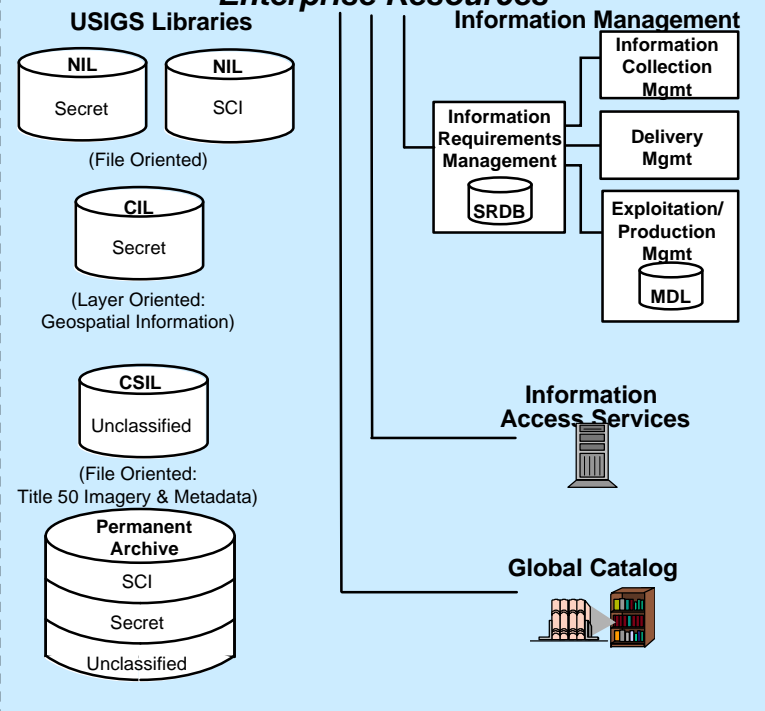 Enterprise Resources
USIGS Libraries
NIL
Secret
NIL
SCI
(File Oriented)
CIL
Secret
(Layer Oriented:
Geospatial Information)
CSIL
Unclassified
(File Oriented:
Title 50 Imagery & Metadata)
Permanent
Archive
SCI
Secret
Unclassified
Information Management
Information
Requirements
Management
SRDB
Information
Collection
Mgmt
Delivery
Mgmt
Exploitation/
Production
Mgmt
MDL
Information
Access Services
Global Catalog